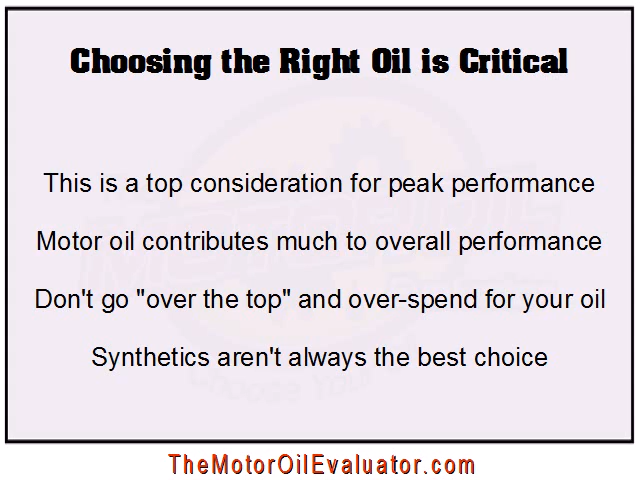 Choosing the Right Oil is Critical
This is a top consideration for peak performance
Motor oil contributes much to overall performance
Don't go "over the top" and over-spend for your oil
Synthetics aren't always the best choice
TheMotorOilEvaluator.com